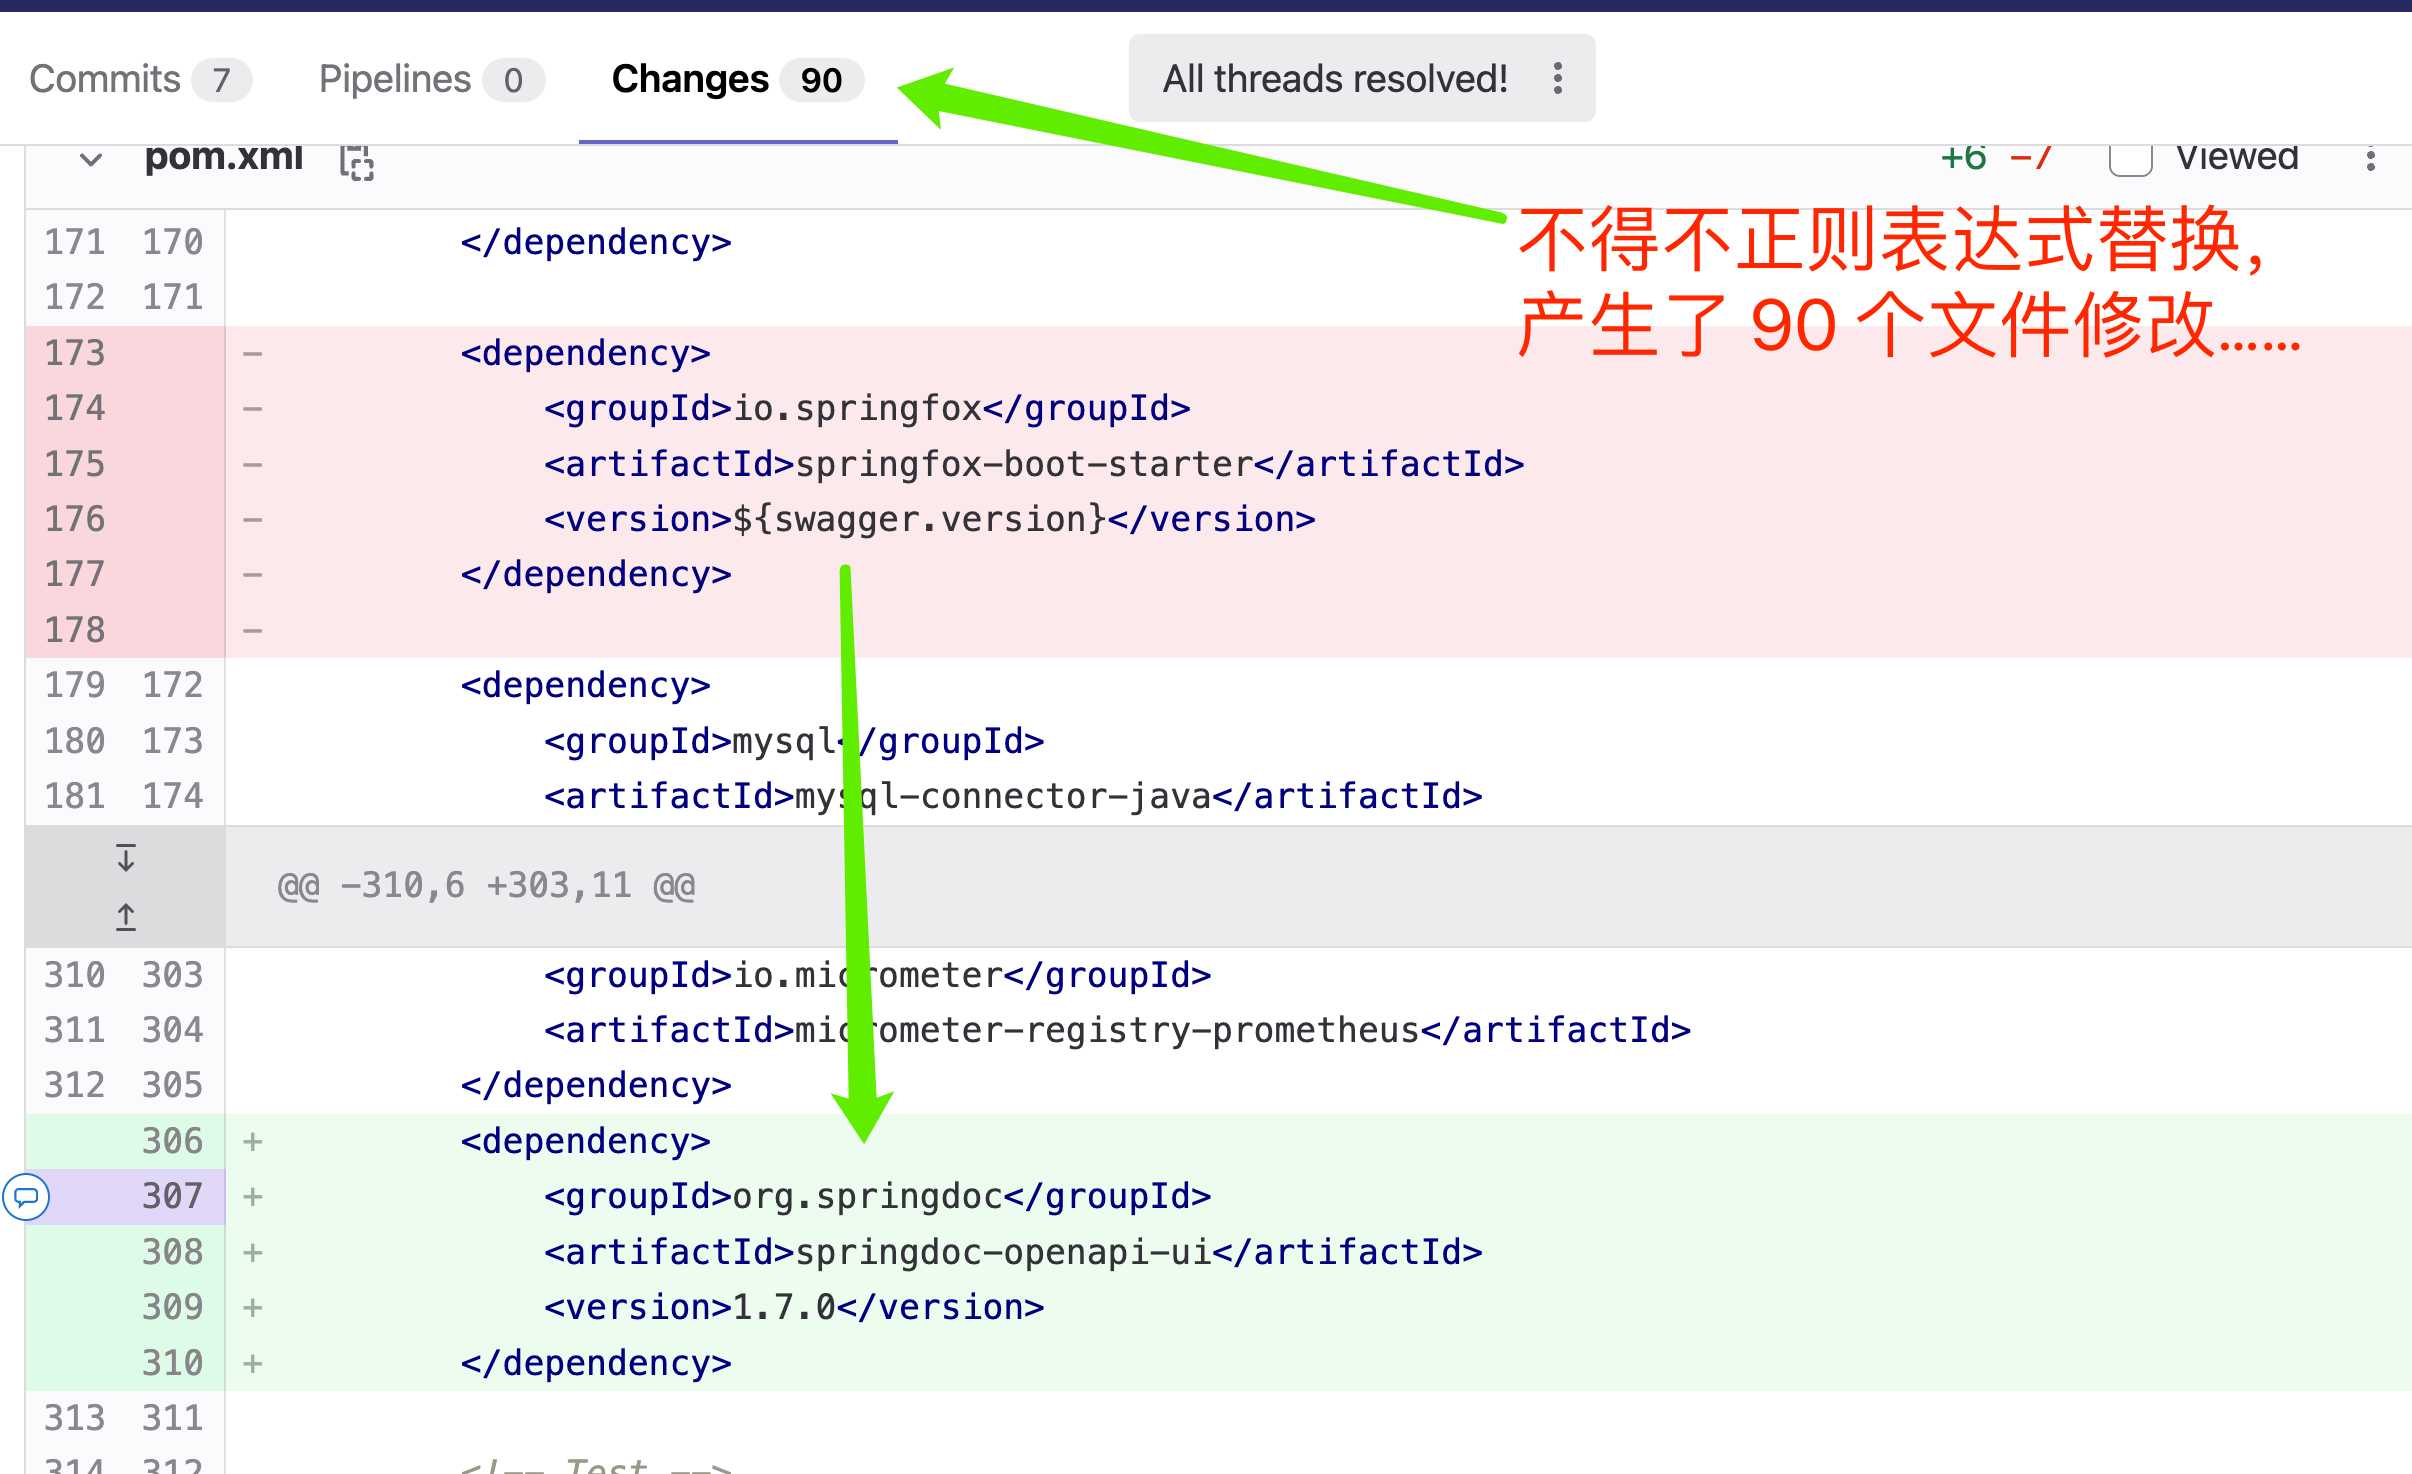 Commits 7 Pipelines 0 Changes 90 All threads resolved!
pom.xml +6 −7 Viewed
不得不正则表达式替换，
产生了 90 个文件修改……
171 170 </dependency>
172 171
173 − <dependency>
174 − <groupId>io.springfox</groupId>
175 − <artifactId>springfox-boot-starter</artifactId>
176 − <version>${swagger.version}</version>
177 − </dependency>
178 −
179 172 <dependency>
180 173 <groupId>mysql</groupId>
181 174 <artifactId>mysql-connector-java</artifactId>
@@ −310,6 +303,11 @@
310 303 <groupId>io.micrometer</groupId>
311 304 <artifactId>micrometer-registry-prometheus</artifactId>
312 305 </dependency>
306 + <dependency>
307 + <groupId>org.springdoc</groupId>
308 + <artifactId>springdoc-openapi-ui</artifactId>
309 + <version>1.7.0</version>
310 + </dependency>
313 311
314 312 <!-- Test -->